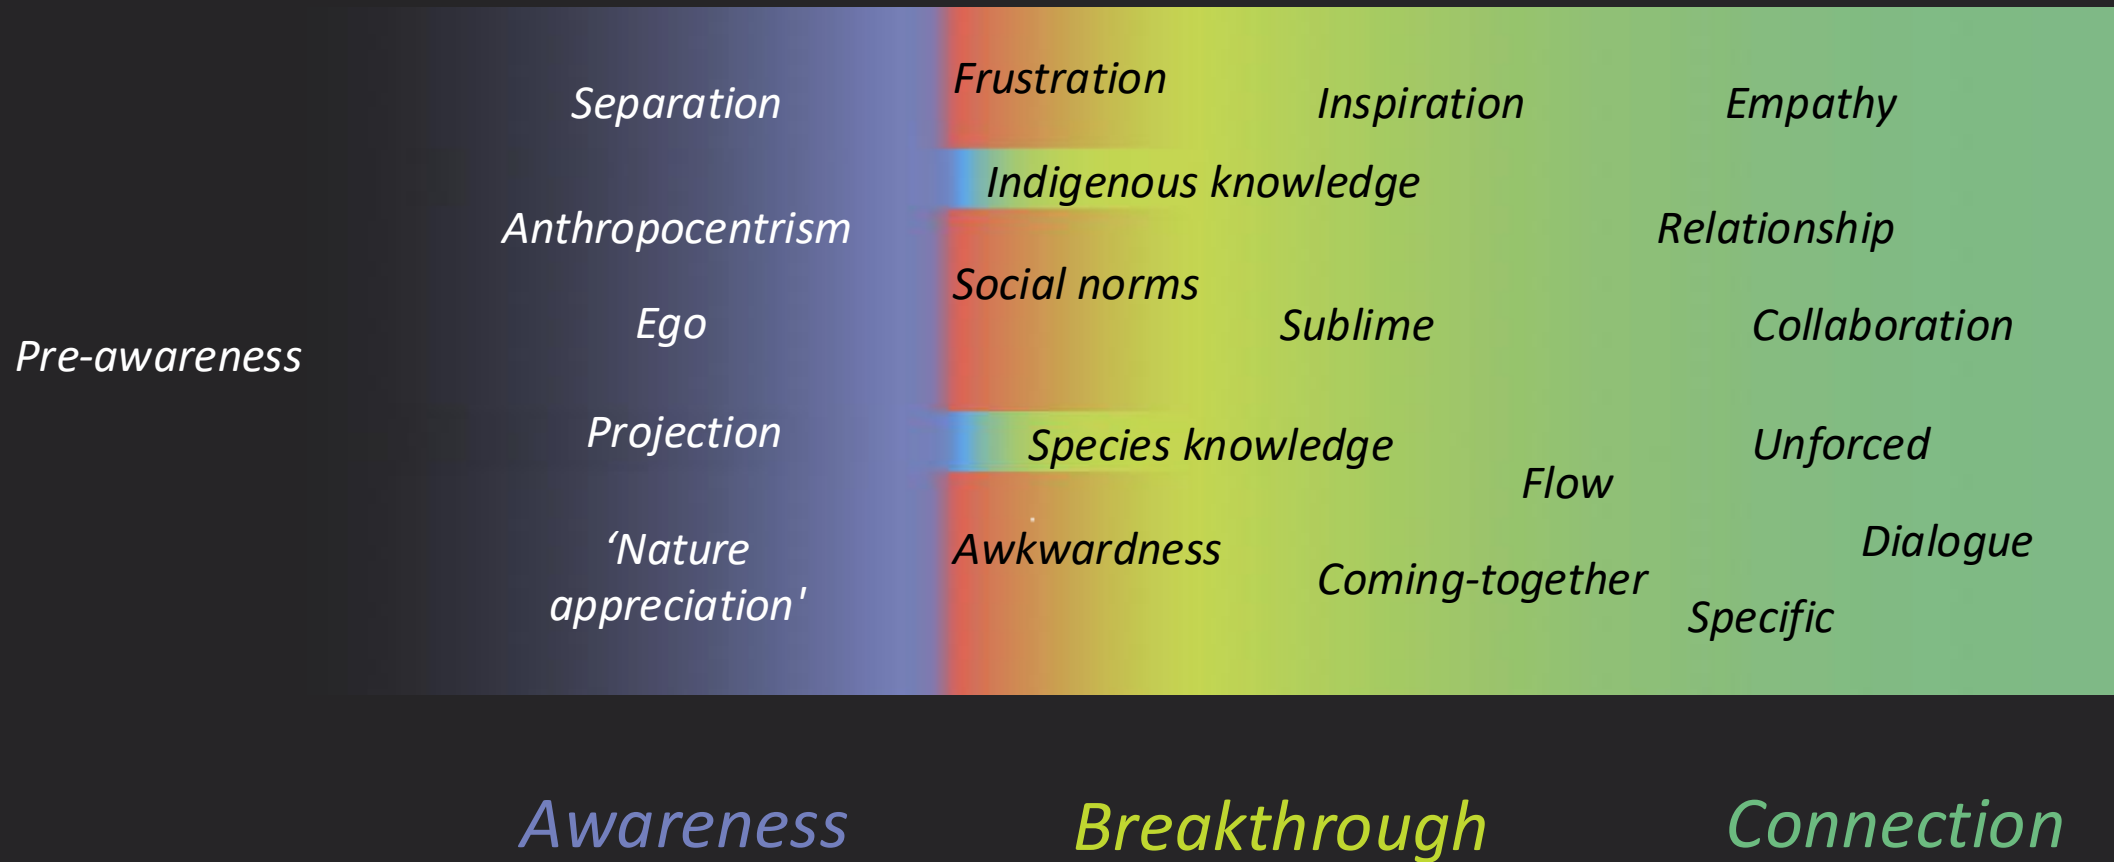 Pre-awareness
Separation
Anthropocentrism
Ego
Projection
‘Nature
appreciation'
Frustration
Indigenous knowledge
Social norms
Species knowledge
Awkwardness
Inspiration
Sublime
Flow
Coming-together
Empathy
Relationship
Collaboration
Unforced
Dialogue
Specific
Awareness
Breakthrough
Connection